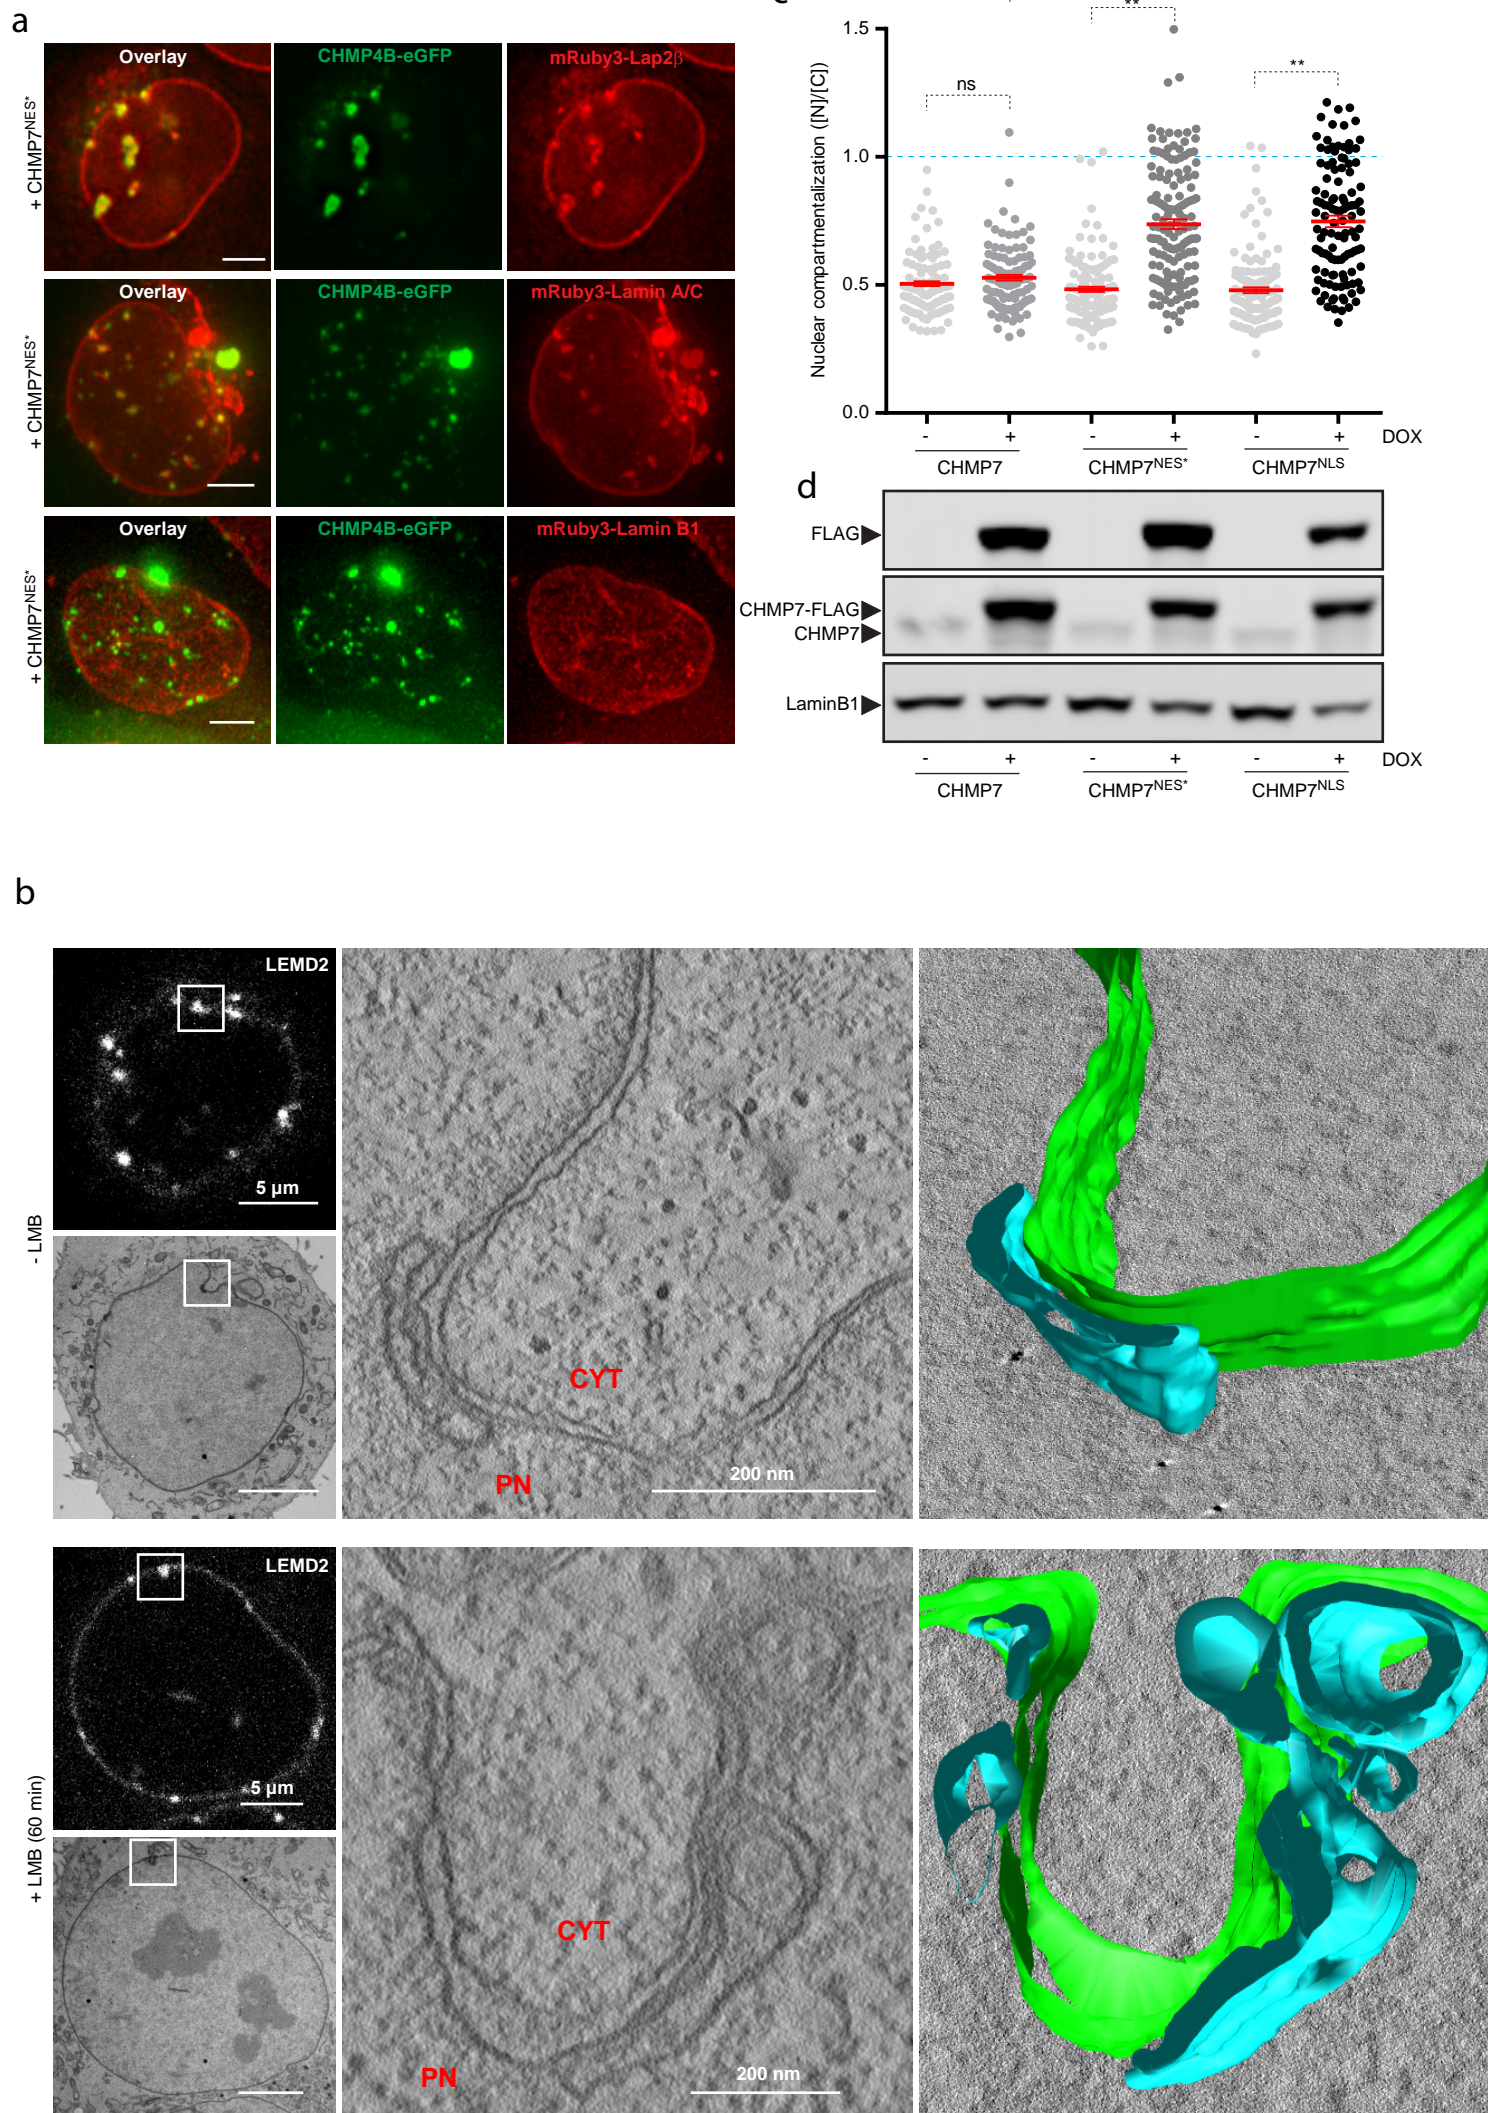 a
Overlay
CHMP4B-eGFP
mRuby3-Lap2β
+ CHMP7NES*
Overlay
CHMP4B-eGFP
mRuby3-Lamin A/C
+ CHMP7NES*
Overlay
CHMP4B-eGFP
mRuby3-Lamin B1
+ CHMP7NES*
c
Nuclear compartmentalization ([N]/[C])
1.5
1.0
0.5
0.0
ns
**
**
- + - + - + DOX
CHMP7 CHMP7NES* CHMP7NLS
d
FLAG
CHMP7-FLAG
CHMP7
LaminB1
- + - + - + DOX
CHMP7 CHMP7NES* CHMP7NLS
b
- LMB
LEMD2
5 µm
CYT
PN
200 nm
+ LMB (60 min)
LEMD2
5 µm
CYT
PN
200 nm